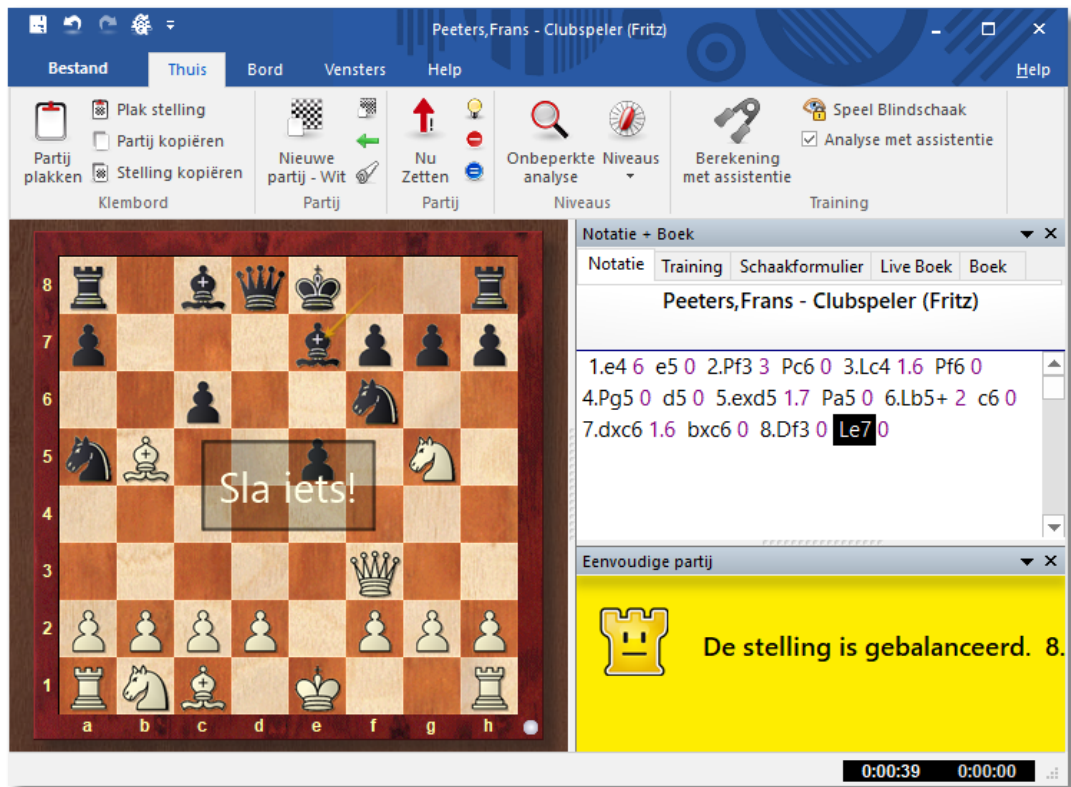 Peeters,Frans - Clubspeler (Fritz)
Bestand Thuis Bord Vensters Help Help
Partij plakken
Plak stelling
Partij kopiëren
Stelling kopiëren
Klembord
Nieuwe
partij - Wit
Partij
Nu
Zetten
Partij
Onbeperkte
analyse
Niveaus
Niveaus
Berekening
met assistentie
Speel Blindschaak
Analyse met assistentie
Training
8
7
6
5
4
3
2
1
a b c d e f g h
Sla iets!
Notatie + Boek
Notatie Training Schaakformulier Live Boek Boek
Peeters,Frans - Clubspeler (Fritz)
1.e4 6 e5 0 2.Pf3 3 Pc6 0 3.Lc4 1.6 Pf6 0
4.Pg5 0 d5 0 5.exd5 1.7 Pa5 0 6.Lb5+ 2 c6 0
7.dxc6 1.6 bxc6 0 8.Df3 0 Le7 0
Eenvoudige partij
De stelling is gebalanceerd. 8.
0:00:39 0:00:00